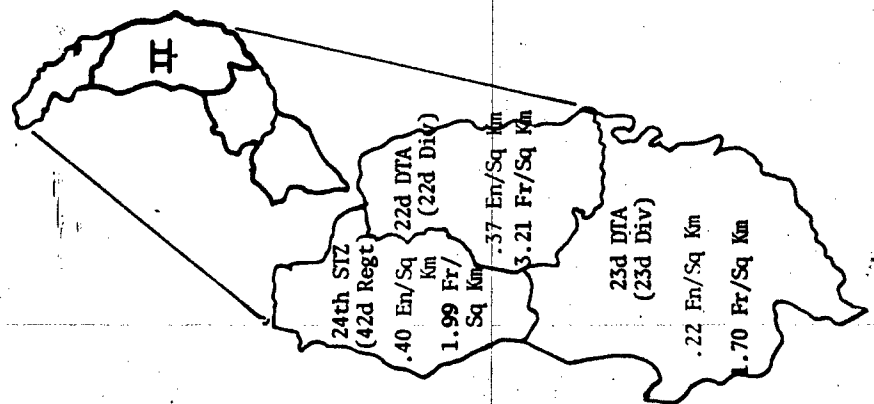 II
24th STZ
(42d Regt)
.40 En/Sq
Km
1.99 Fr/
Sq Km
22d DTA
(22d Div)
.37 En/Sq Km
3.21 Fr/Sq Km
23d DTA
(23d Div)
.22 En/Sq Km
1.70 Fr/Sq Km